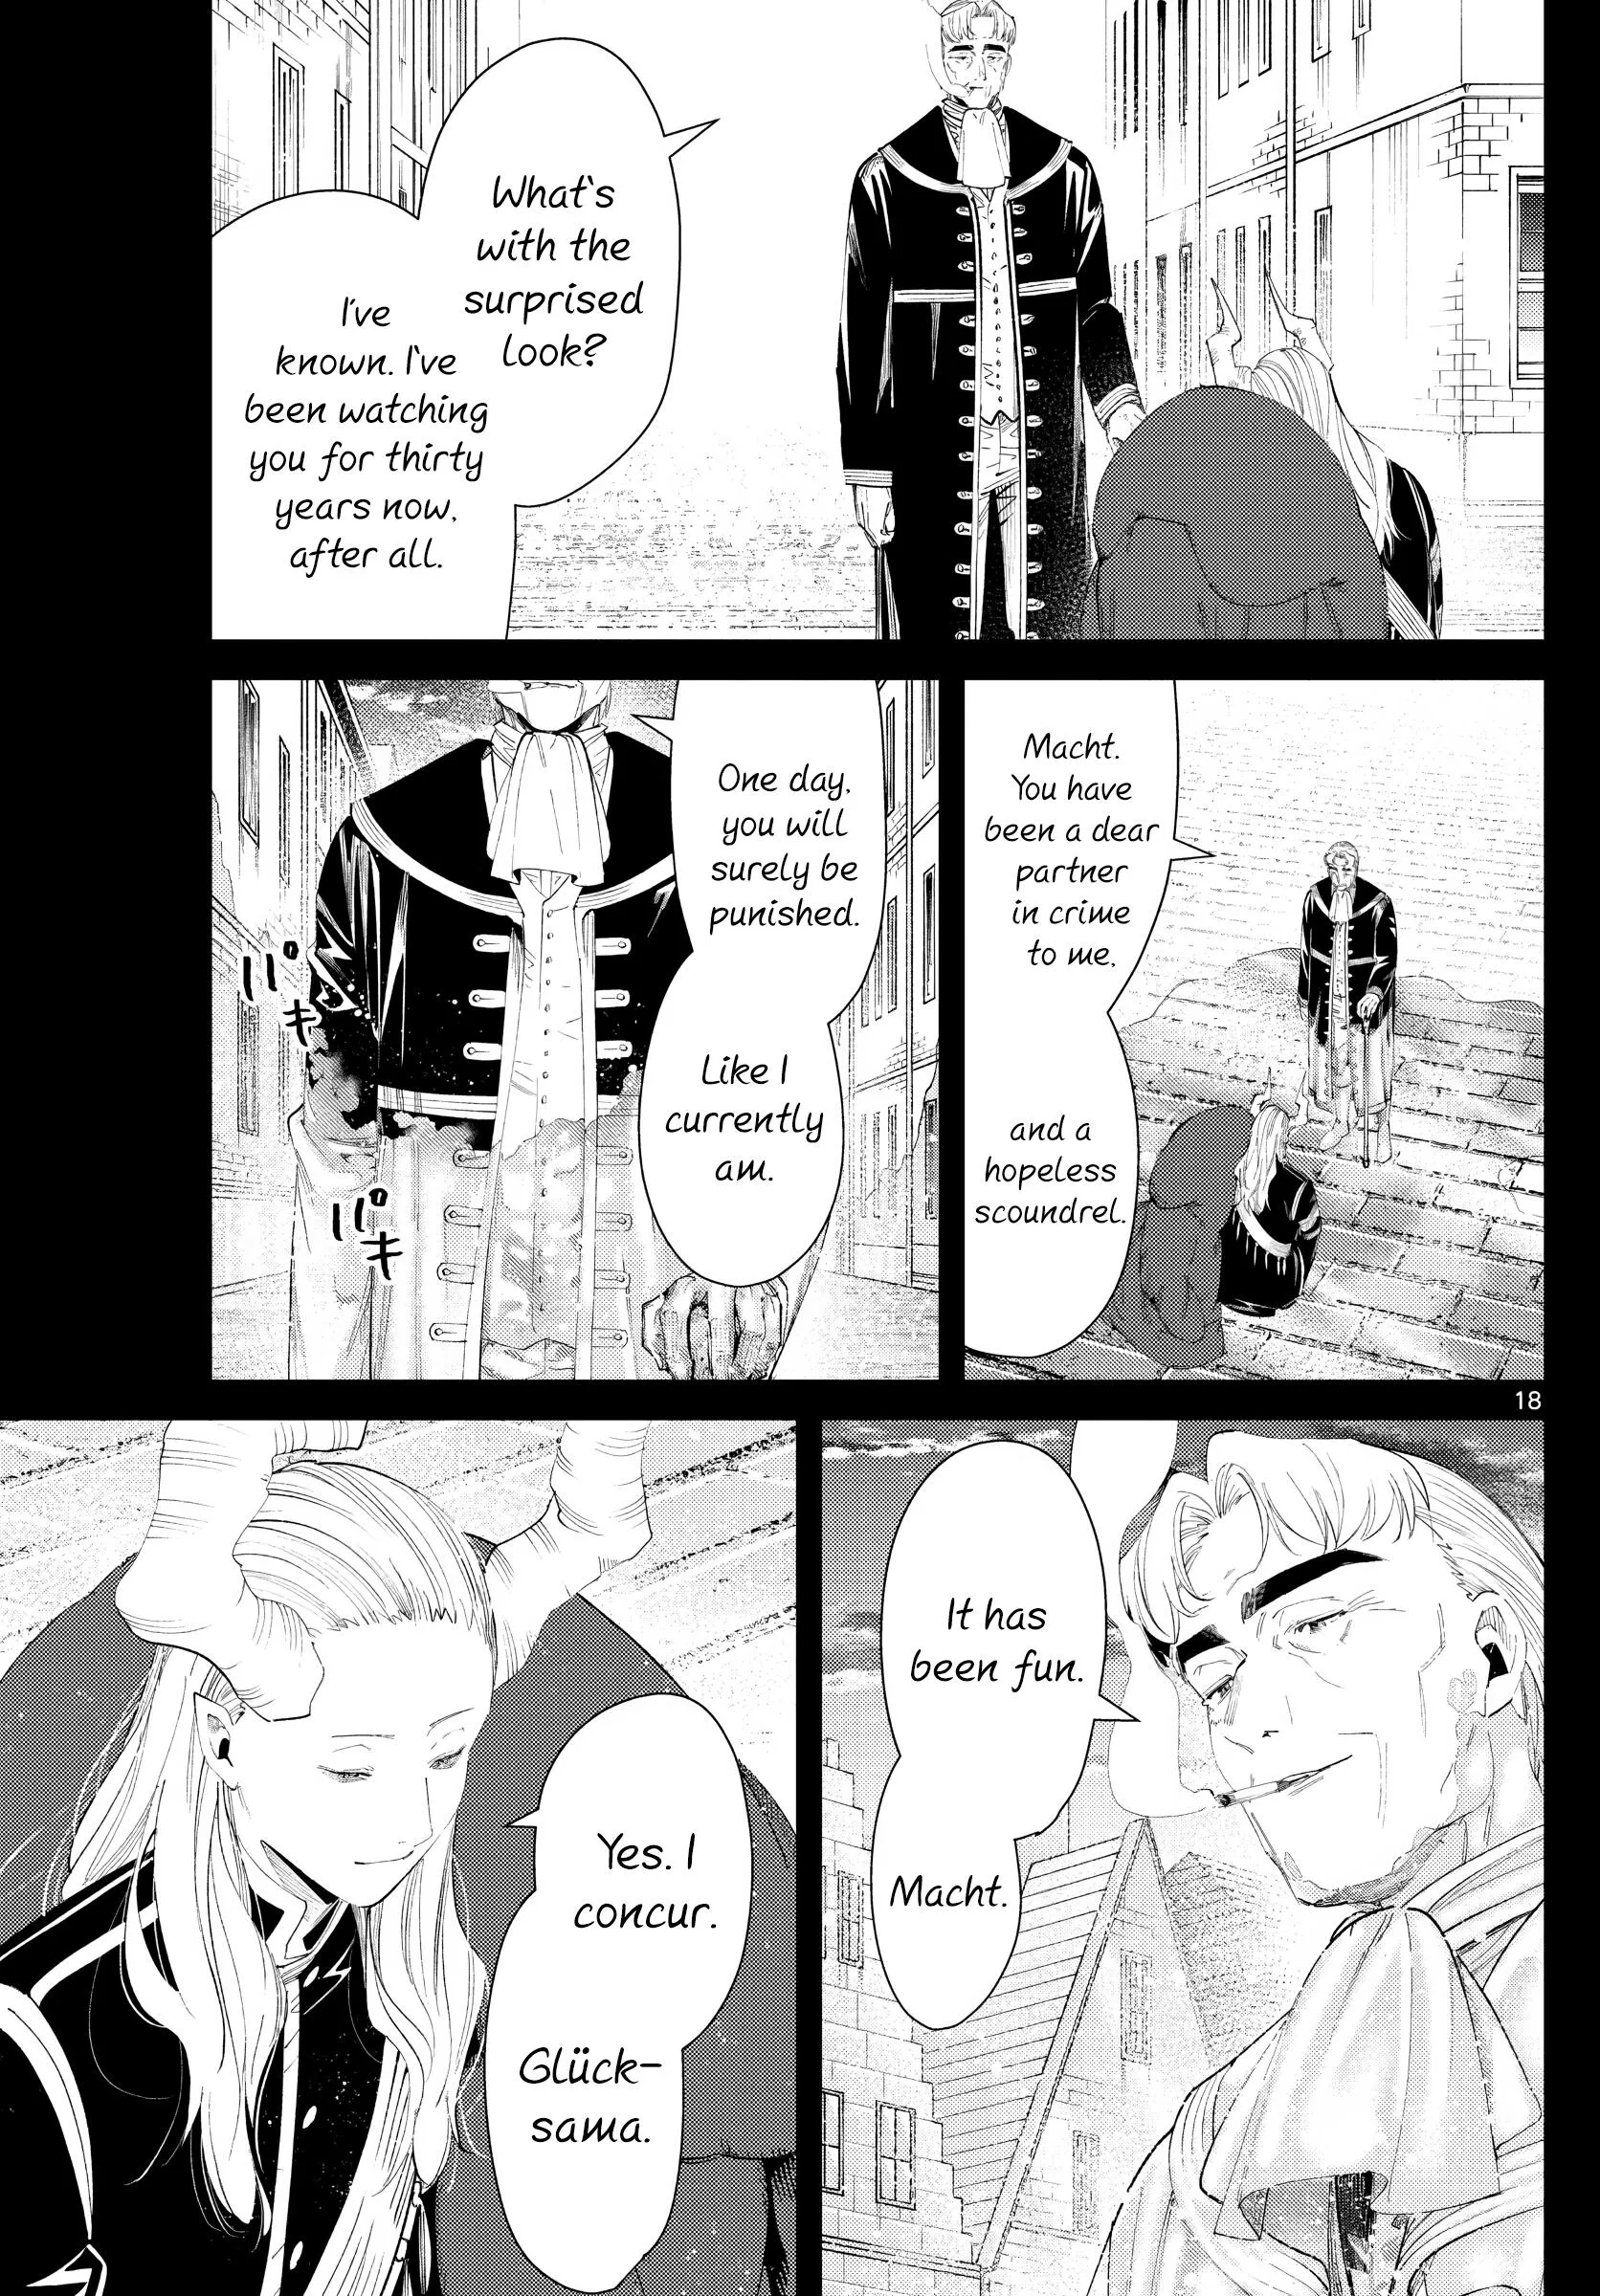 What's
with the
surprised
look?
I've
known. I've
been watching
you for thirty
years now,
after all.
Macht.
You have
been a dear
partner
in crime
to me,
and a
hopeless
scoundrel.
One day,
you will
surely be
punished.
Like I
currently
am.
パ
キ
パ
キ
18
It has
been fun.
Macht.
Yes. I
concur.
Glück-
sama.